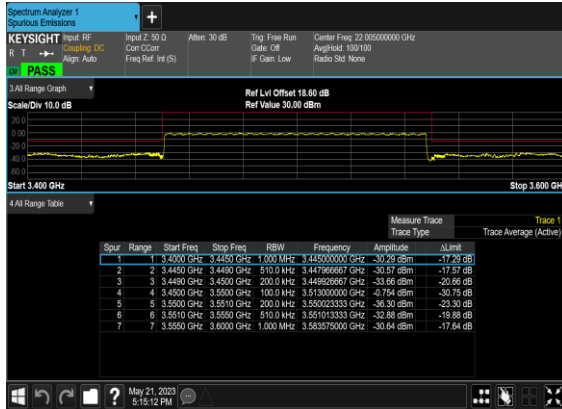 Spectrum Analyzer 1
Spurious Emissions
+
KEYSIGHT Input: RF Input Z: 50 Ω Atten: 30 dB Trig: Free Run Center Freq: 22.005000000 GHz
R T Coupling: DC Corr CCorr Gate: Off Avg|Hold: 100/100
Align: Auto Freq Ref: Int (S) IF Gain: Low Radio Std: None
PASS
3 All Range Graph Ref Lvl Offset 18.60 dB
Scale/Div 10.0 dB Ref Value 30.00 dBm
20.0
0.00
-20.0
-40.0
-60.0
Start 3.400 GHz Stop 3.600 GH
4 All Range Table
Measure Trace Trace 1
Trace Type Trace Average (Active)
Spur Range Start Freq Stop Freq RBW Frequency Amplitude ΔLimit
1 1 3.4000 GHz 3.4450 GHz 1.000 MHz 3.445000000 GHz -30.29 dBm -17.29 dB
2 2 3.4450 GHz 3.4490 GHz 510.0 kHz 3.447966667 GHz -30.57 dBm -17.57 dB
3 3 3.4490 GHz 3.4500 GHz 200.0 kHz 3.449926667 GHz -33.66 dBm -20.66 dB
4 4 3.4500 GHz 3.5500 GHz 100.0 kHz 3.513000000 GHz -0.754 dBm -30.75 dB
5 5 3.5500 GHz 3.5510 GHz 200.0 kHz 3.550023333 GHz -36.30 dBm -23.30 dB
6 6 3.5510 GHz 3.5550 GHz 510.0 kHz 3.551013333 GHz -32.88 dBm -19.88 dB
7 7 3.5550 GHz 3.6000 GHz 1.000 MHz 3.583575000 GHz -30.64 dBm -17.64 dB
? May 21, 2023
5:15:12 PM